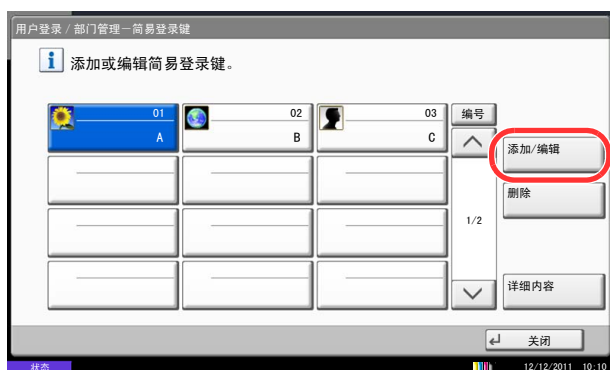 用户登录 / 部门管理－简易登录键
i 添加或编辑简易登录键。
01 02 03 编号
A B C
添加/编辑
删除
1/2
详细内容
关闭
状态 12/12/2011 10:10